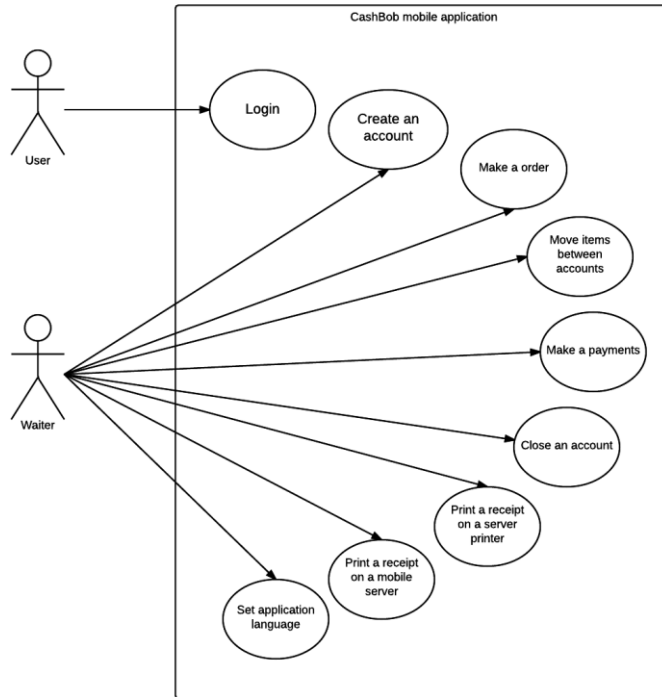 CashBob mobile application
Login
User
Create an
account
Make a order
Move items
between
accounts
Make a payments
Waiter
Close an account
Print a receipt
on a server
printer
Print a receipt
on a mobile
server
Set application
language